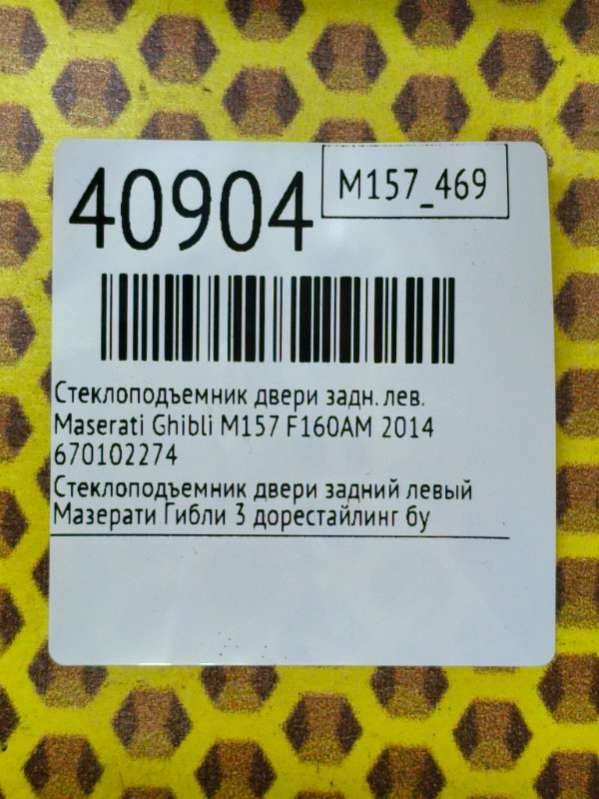 40904
M157_469
Стеклоподъемник двери задн. лев.
Maserati Ghibli M157 F160AM 2014
670102274
Стеклоподъемник двери задний левый
Мазерати Гибли 3 дорестайлинг бу